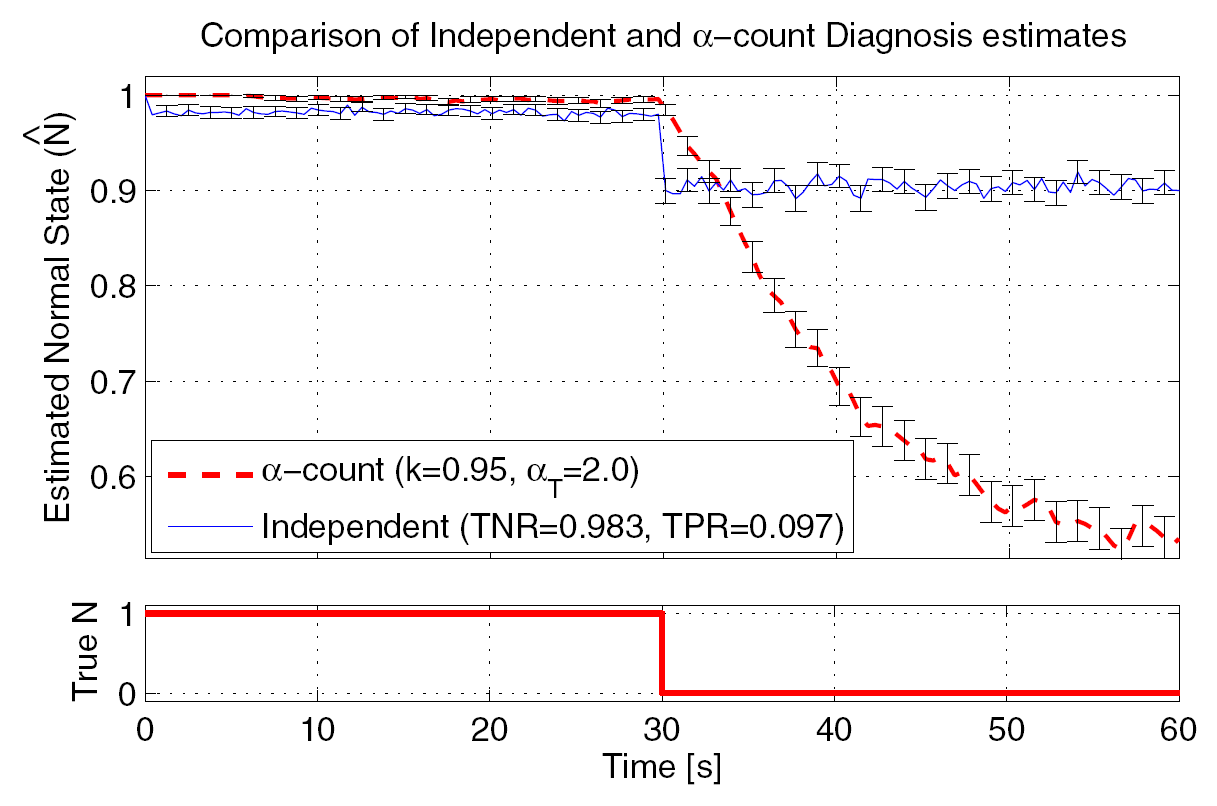 Comparison of Independent and α−count Diagnosis estimates
Estimated Normal State (N̂)
1
0.9
0.8
0.7
0.6
α−count (k=0.95, α_T=2.0)
Independent (TNR=0.983, TPR=0.097)
True N
1
0
0 10 20 30 40 50 60
Time [s]